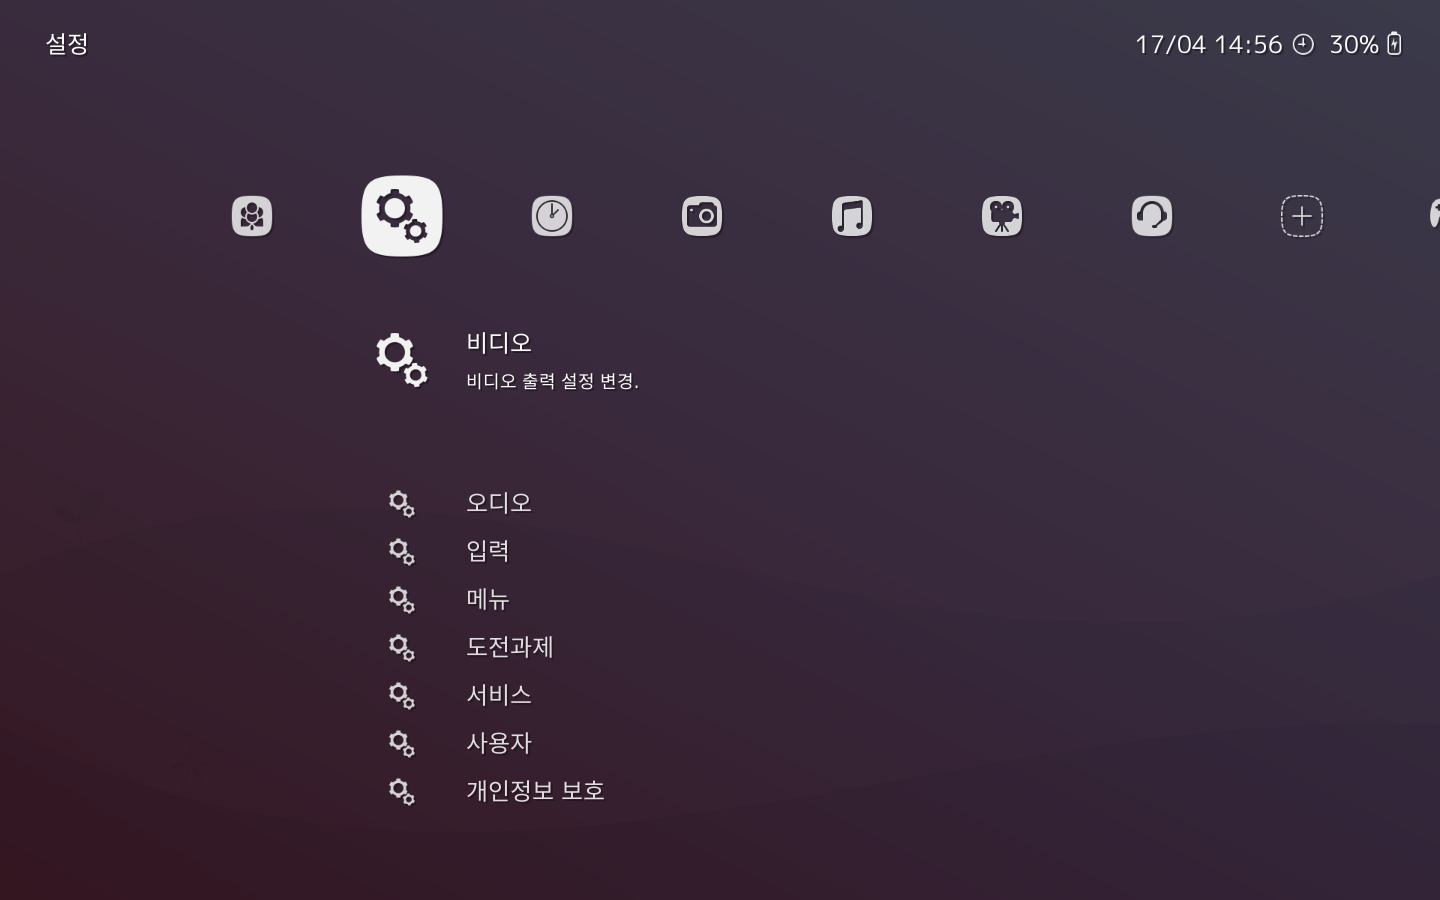 설정
17/04 14:56 30%
비디오
비디오 출력 설정 변경.
오디오
입력
메뉴
도전과제
서비스
사용자
개인정보 보호